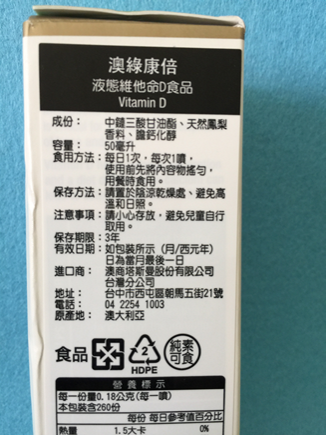 澳綠康倍
液態維他命D食品
Vitamin D
成份： 中鏈三酸甘油酯、天然鳳梨
香料、膽鈣化醇
容量： 50毫升
食用方法：每日1次，每次1噴，
使用前先將內容物搖勻，
用餐時食用。
保存方法：請置於陰涼乾燥處、避免高
溫和日照。
注意事項：請小心存放，避免兒童自行
取用。
保存期限：3年
有效日期：如包裝所示（月/西元年）
日為當月最後一日
進口商： 澳商塔斯曼股份有限公司
台灣分公司
地址： 台中市西屯區朝馬五街21號
電話： 04 2254 1003
原產地： 澳大利亞
食品
2
HDPE
純素
可食
營養標示
每一份量0.18公克(每一噴)
本包裝含260份
每份 每日參考值百分比
熱量 1.5大卡 0%